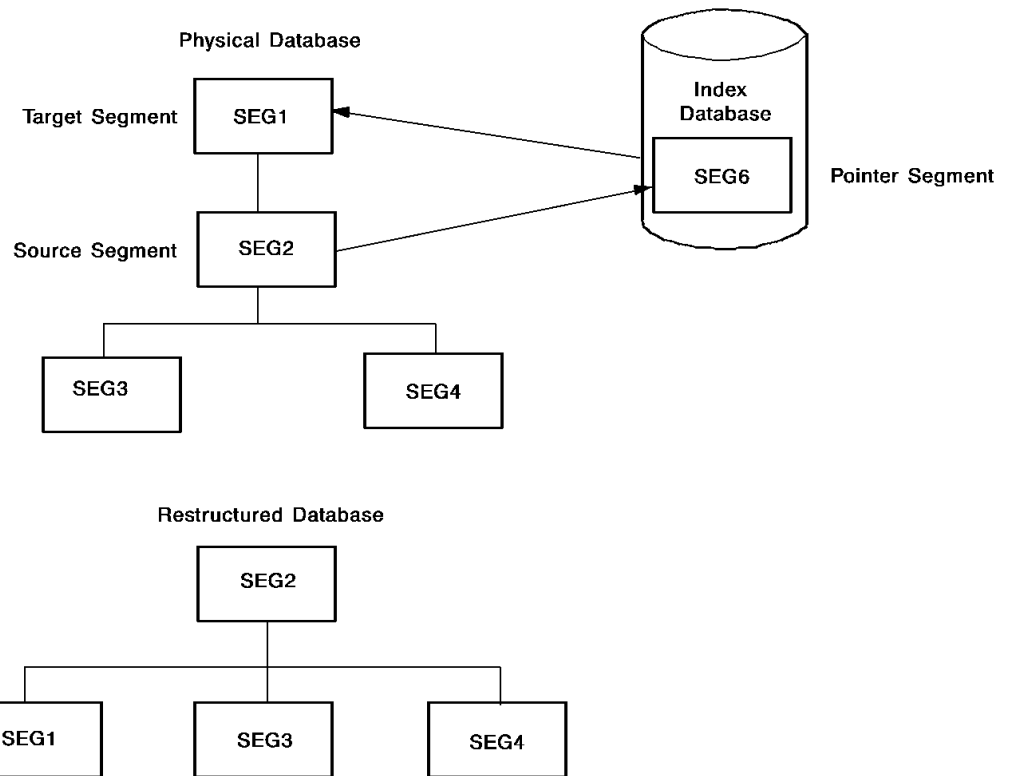 Physical Database
Target Segment
SEG1
Index
Database
SEG6
Pointer Segment
Source Segment
SEG2
SEG3
SEG4
Restructured Database
SEG2
SEG1
SEG3
SEG4